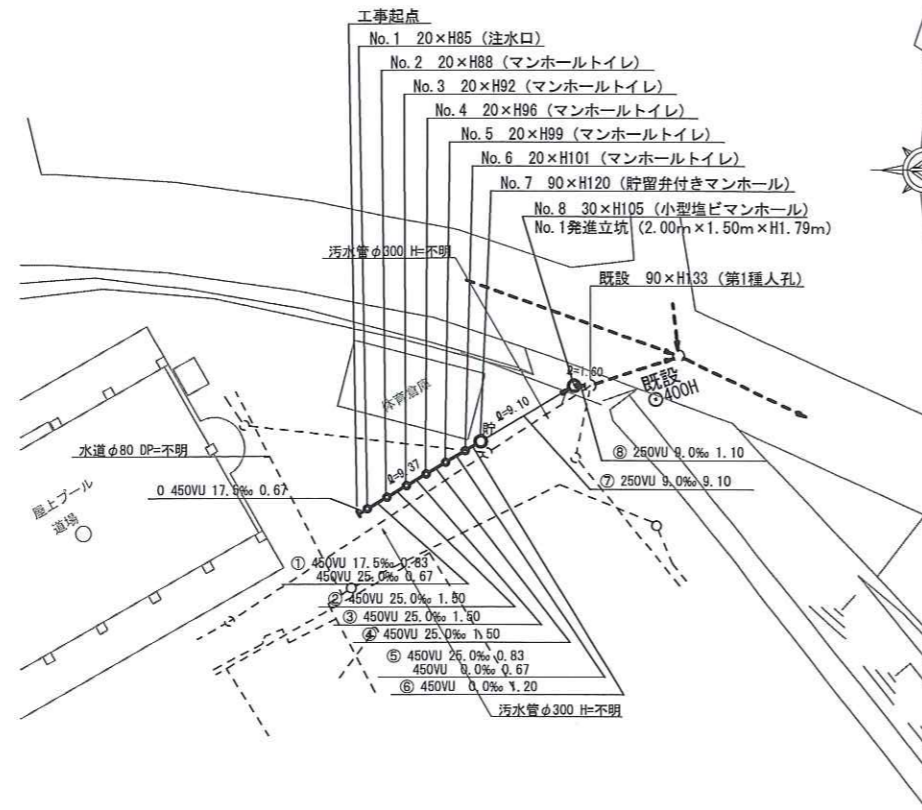 工事起点
No.1 20×H85 (注水口)
No.2 20×H88 (マンホールトイレ)
No.3 20×H92 (マンホールトイレ)
No.4 20×H96 (マンホールトイレ)
No.5 20×H99 (マンホールトイレ)
No.6 20×H101 (マンホールトイレ)
No.7 90×H120 (貯留弁付きマンホール)
No.8 30×H105 (小型塩ビマンホール)
No.1発進立坑 (2.00m×1.50m×H1.79m)
汚水管φ300 H=不明
既設 90×H133 (第1種人孔)
ℓ=1.60
既設
400H
体育倉庫
ℓ=9.10
貯
水道φ80 DP=不明
ℓ=9.37
⑧ 250VU 9.0‰ 1.10
⑦ 250VU 9.0‰ 9.10
0 450VU 17.5‰ 0.67
屋上プール
道場
① 450VU 17.5‰ 0.83
450VU 25.0‰ 0.67
② 450VU 25.0‰ 1.50
③ 450VU 25.0‰ 1.50
④ 450VU 25.0‰ 1.50
⑤ 450VU 25.0‰ 0.83
450VU 0.0‰ 0.67
⑥ 450VU 0.0‰ 1.20
汚水管φ300 H=不明